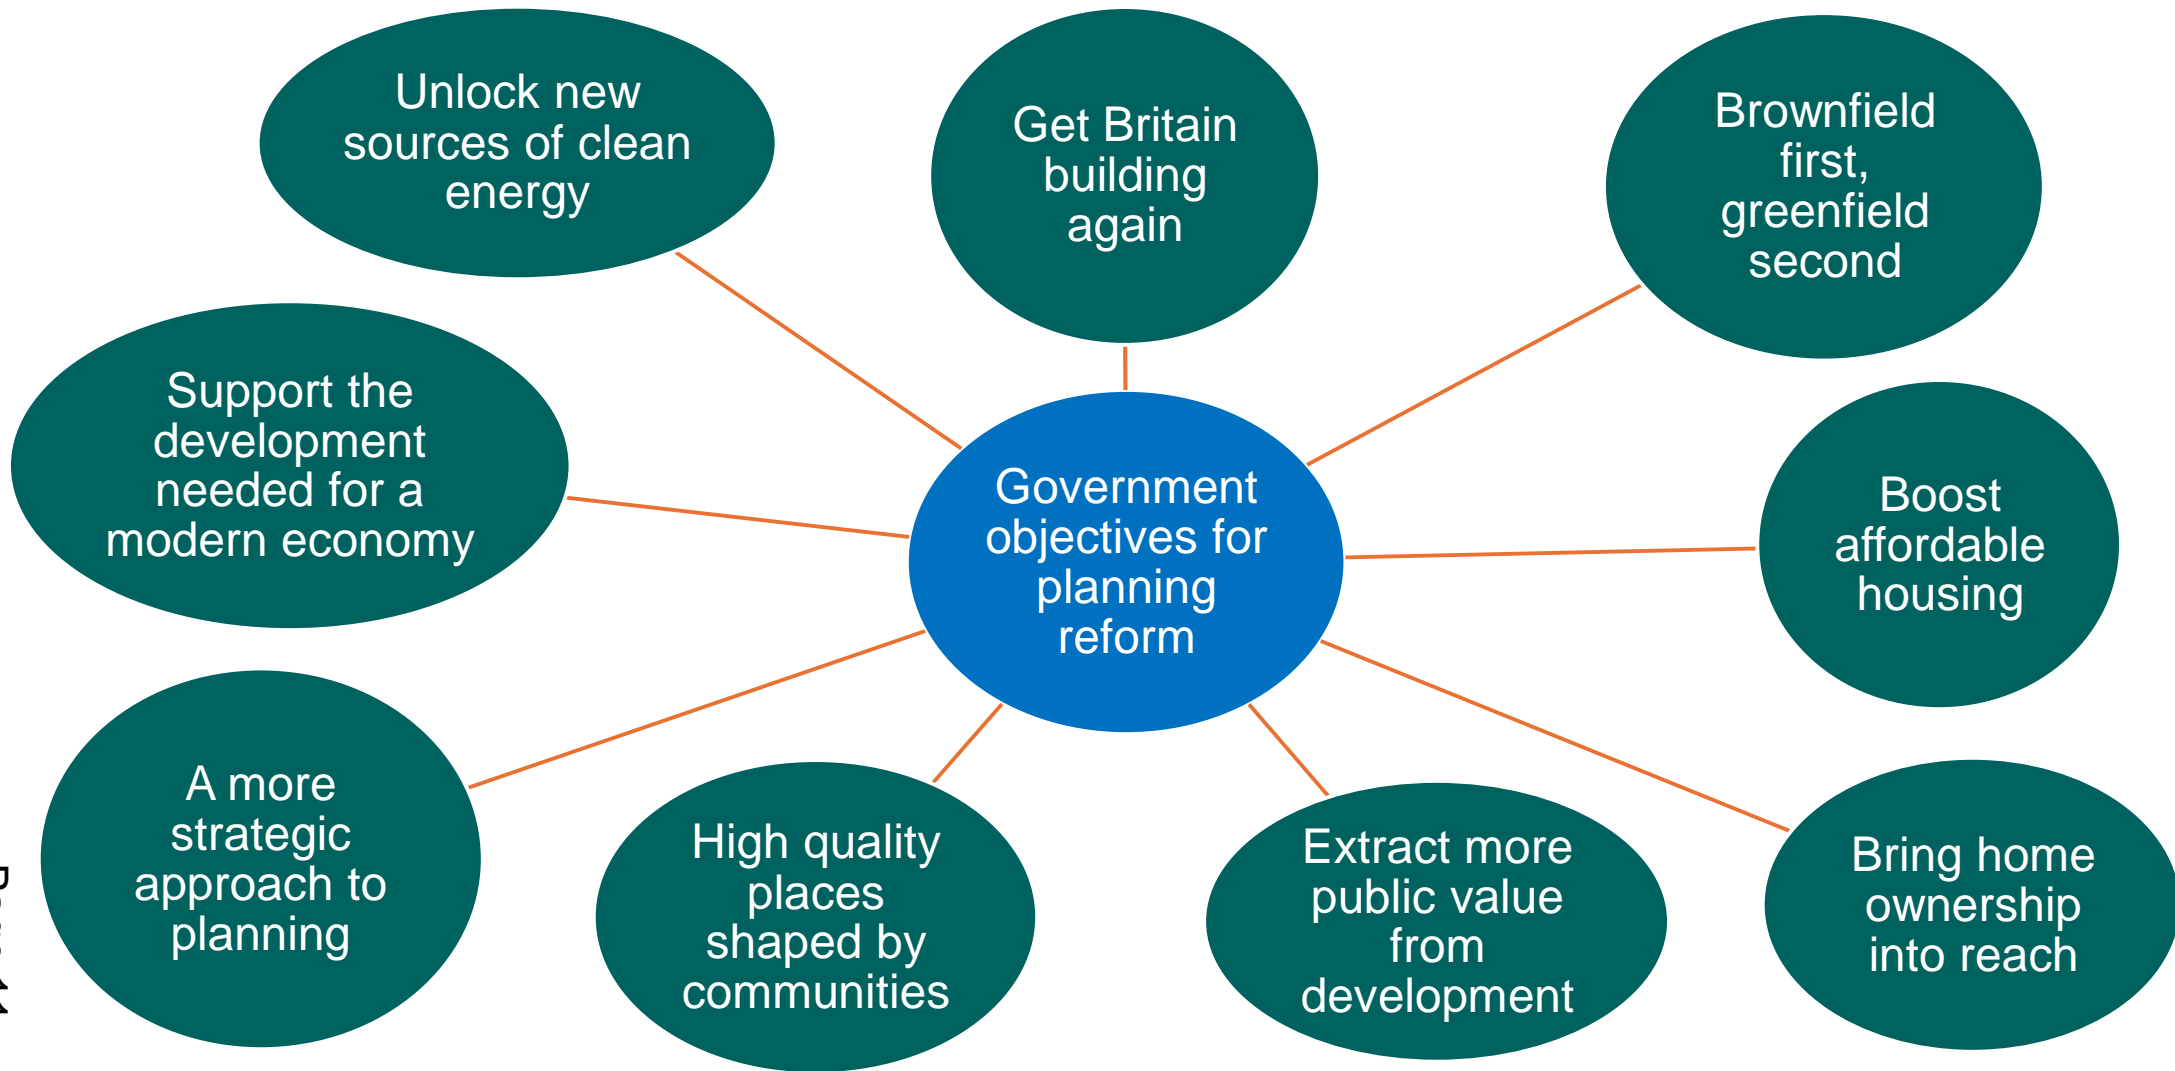 Unlock new
sources of clean
energy
Get Britain
building
again
Brownfield
first,
greenfield
second
Support the
development
needed for a
modern economy
Government
objectives for
planning
reform
Boost
affordable
housing
A more
strategic
approach to
planning
High quality
places
shaped by
communities
Extract more
public value
from
development
Bring home
ownership
into reach